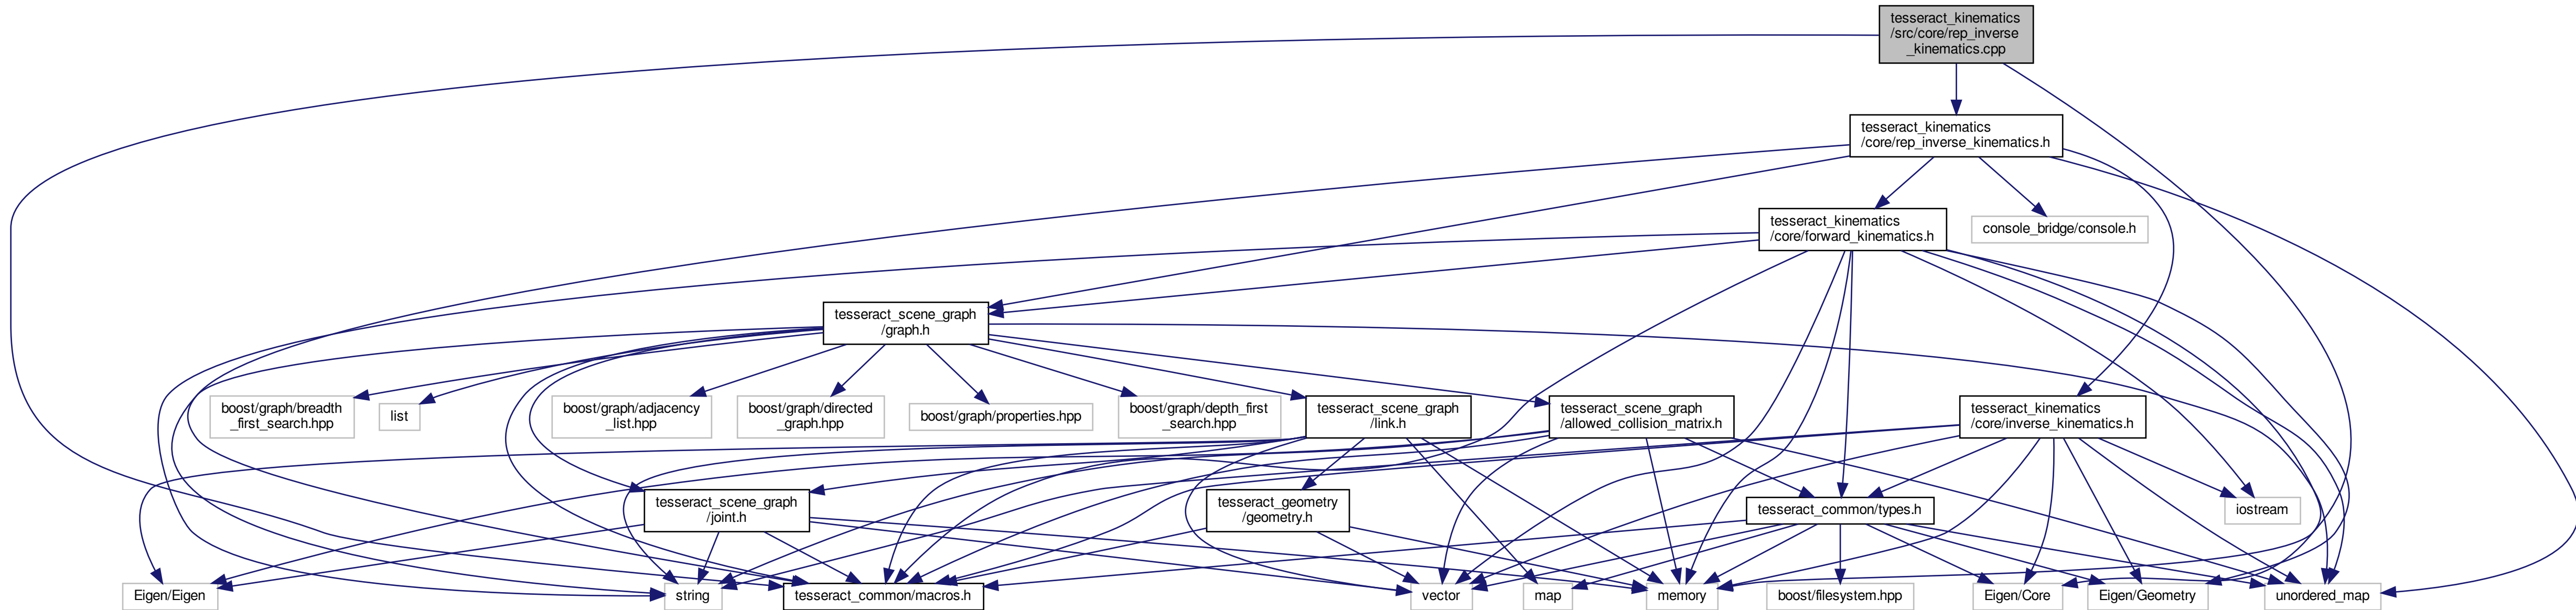 tesseract_kinematics
/src/core/rep_inverse
_kinematics.cpp
tesseract_kinematics
/core/rep_inverse_kinematics.h
tesseract_kinematics
/core/forward_kinematics.h
console_bridge/console.h
tesseract_scene_graph
/graph.h
boost/graph/breadth
_first_search.hpp
list
boost/graph/adjacency
_list.hpp
boost/graph/directed
_graph.hpp
boost/graph/properties.hpp
boost/graph/depth_first
_search.hpp
tesseract_scene_graph
/link.h
tesseract_scene_graph
/allowed_collision_matrix.h
tesseract_kinematics
/core/inverse_kinematics.h
tesseract_scene_graph
/joint.h
tesseract_geometry
/geometry.h
tesseract_common/types.h
iostream
Eigen/Eigen
string
tesseract_common/macros.h
vector
map
memory
boost/filesystem.hpp
Eigen/Core
Eigen/Geometry
unordered_map